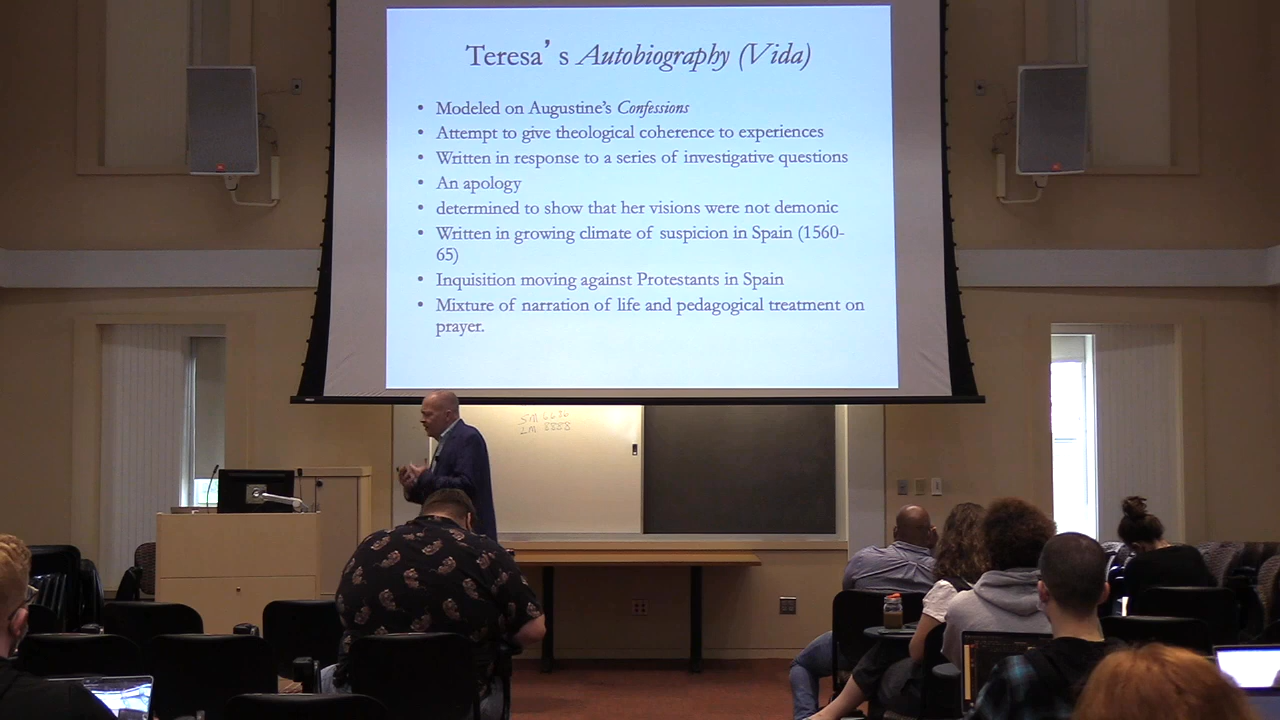 Teresa’s Autobiography (Vida)
• Modeled on Augustine’s Confessions
• Attempt to give theological coherence to experiences
• Written in response to a series of investigative questions
• An apology
• determined to show that her visions were not demonic
• Written in growing climate of suspicion in Spain (1560-
65)
• Inquisition moving against Protestants in Spain
• Mixture of narration of life and pedagogical treatment on
prayer.